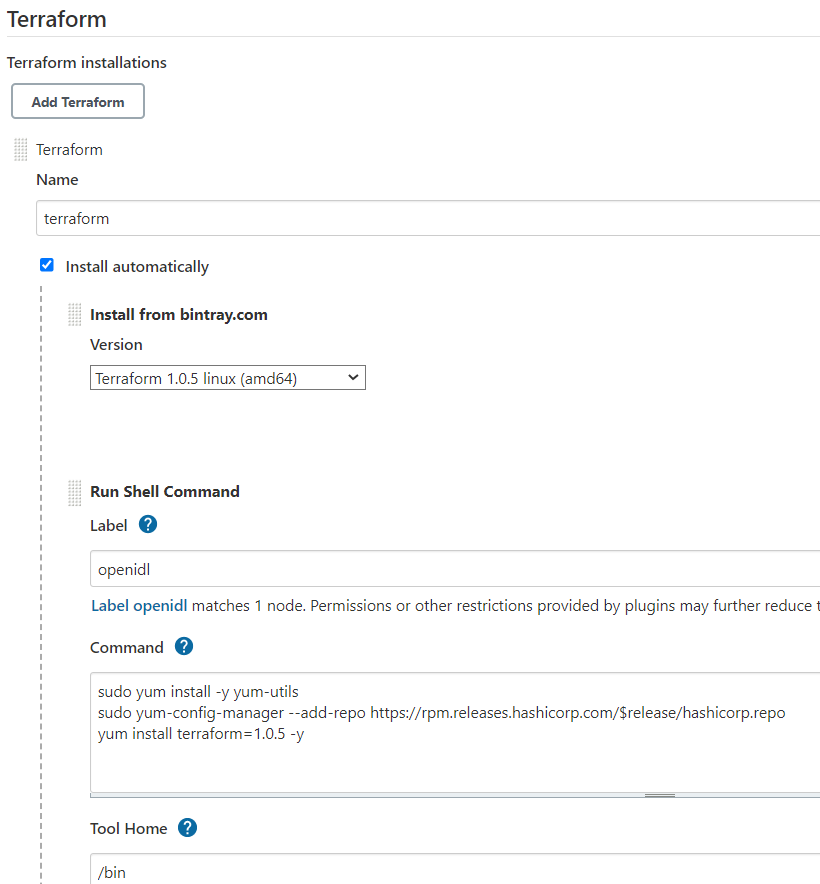 Terraform
Terraform installations
Add Terraform
Terraform
Name
terraform
Install automatically
Install from bintray.com
Version
Terraform 1.0.5 linux (amd64)
Run Shell Command
Label ?
openidl
Label openidl matches 1 node. Permissions or other restrictions provided by plugins may further reduce t
Command ?
sudo yum install -y yum-utils
sudo yum-config-manager --add-repo https://rpm.releases.hashicorp.com/$release/hashicorp.repo
yum install terraform=1.0.5 -y
Tool Home ?
/bin